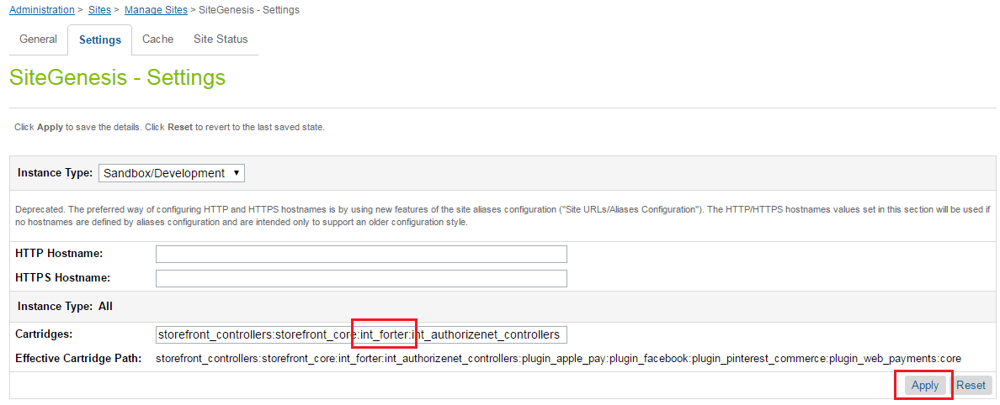 Administration > Sites > Manage Sites > SiteGenesis - Settings
General Settings Cache Site Status
SiteGenesis - Settings
Click Apply to save the details. Click Reset to revert to the last saved state.
Instance Type: Sandbox/Development
Deprecated. The preferred way of configuring HTTP and HTTPS hostnames is by using new features of the site aliases configuration ("Site URLs/Aliases Configuration"). The HTTP/HTTPS hostnames values set in this section will be used if
no hostnames are defined by aliases configuration and are intended only to support an older configuration style.
HTTP Hostname:
HTTPS Hostname:
Instance Type: All
Cartridges: storefront_controllers:storefront_core:int_forter:int_authorizenet_controllers
Effective Cartridge Path: storefront_controllers:storefront_core:int_forter:int_authorizenet_controllers:plugin_apple_pay:plugin_facebook:plugin_pinterest_commerce:plugin_web_payments:core
Apply Reset